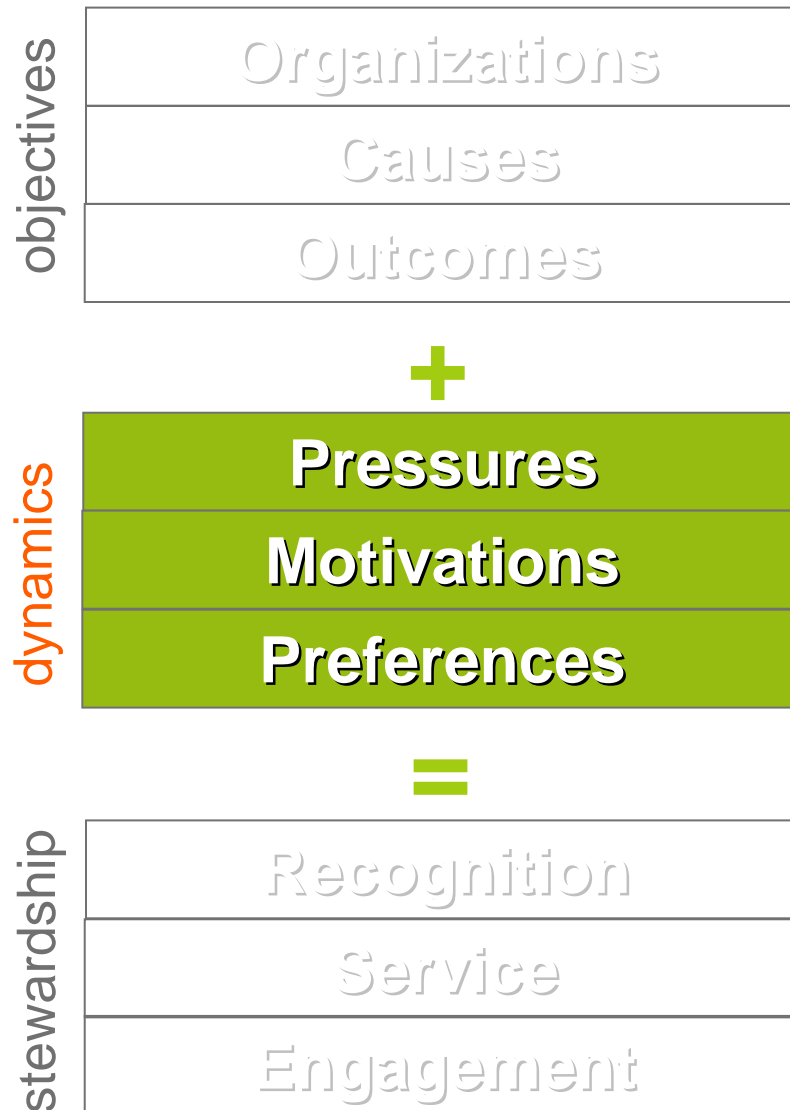 objectives
Organizations
Causes
Outcomes
+
dynamics
Pressures
Motivations
Preferences
=
stewardship
Recognition
Service
Engagement